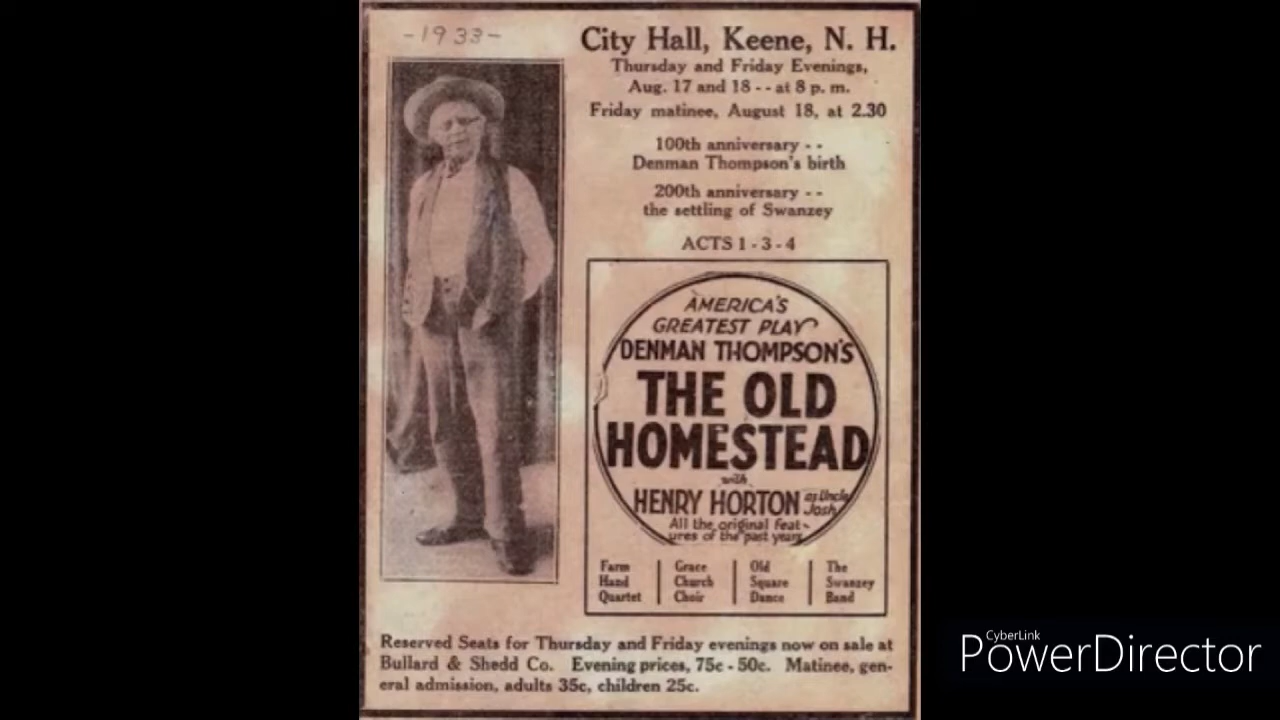 -1933-
City Hall, Keene, N. H.
Thursday and Friday Evenings,
Aug. 17 and 18 - - at 8 p. m.
Friday matinee, August 18, at 2.30
100th anniversary - -
Denman Thompson's birth
200th anniversary - -
the settling of Swanzey
ACTS 1 - 3 - 4
AMERICA'S
GREATEST PLAY
DENMAN THOMPSON'S
THE OLD
HOMESTEAD
with
HENRY HORTON as Uncle
Josh
All the original feat-
ures of the past years
Farm
Hand
Quartet
Grace
Church
Choir
Old
Square
Dance
The
Swanzey
Band
Reserved Seats for Thursday and Friday evenings now on sale at
Bullard & Shedd Co. Evening prices, 75c - 50c. Matinee, gen-
eral admission, adults 35c, children 25c.
CyberLink
PowerDirector